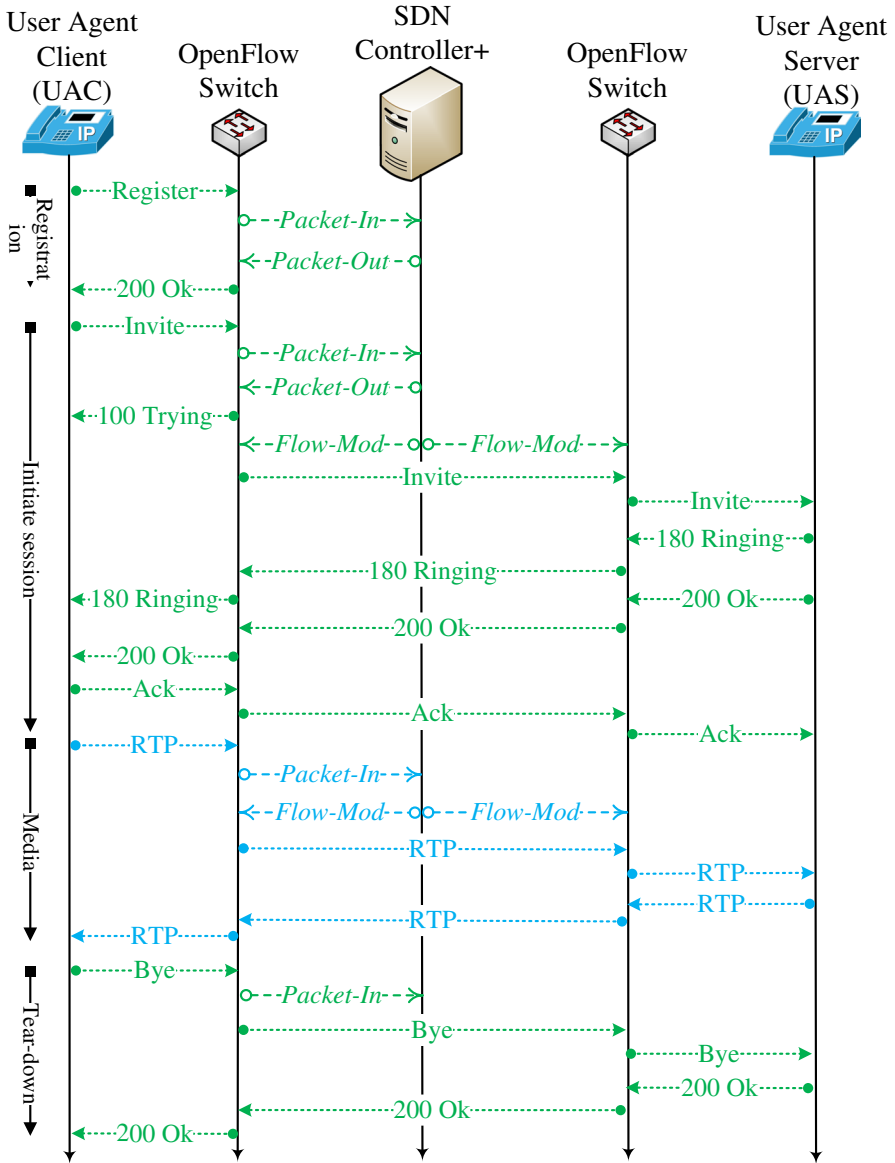 User Agent
Client
(UAC)
OpenFlow
Switch
SDN
Controller+
OpenFlow
Switch
User Agent
Server
(UAS)
IP
IP
Registrat
ion
Register
Packet-In
Packet-Out
200 Ok
Initiate session
Invite
Packet-In
Packet-Out
100 Trying
Flow-Mod Flow-Mod
Invite
Invite
180 Ringing
180 Ringing
180 Ringing 200 Ok
200 Ok
200 Ok
Ack
Ack
Ack
Media
RTP
Packet-In
Flow-Mod Flow-Mod
RTP
RTP
RTP
RTP
RTP
Tear-down
Bye
Packet-In
Bye
Bye
200 Ok
200 Ok
200 Ok